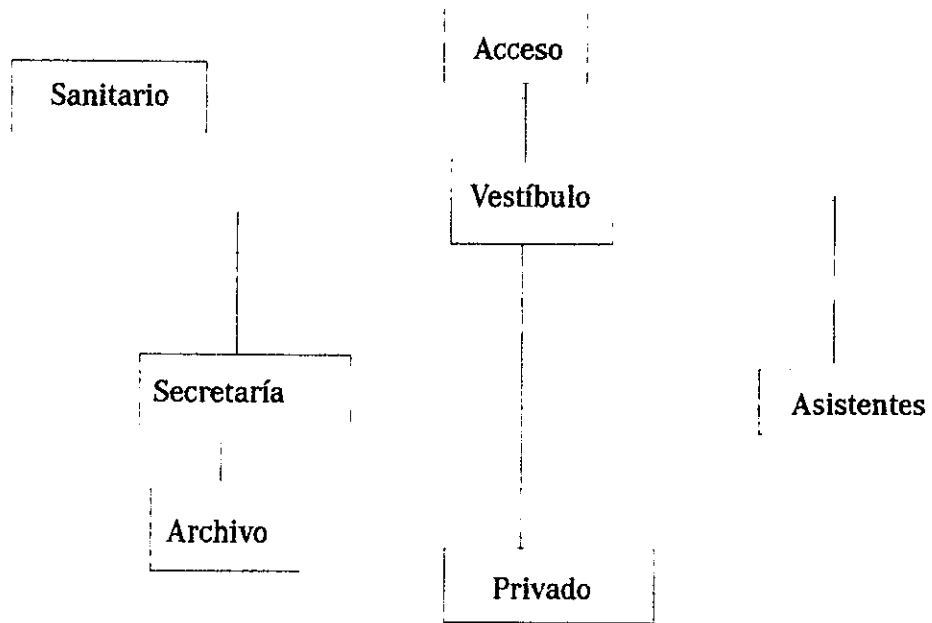 Acceso
Sanitario
Vestíbulo
Secretaría
Asistentes
Archivo
Privado